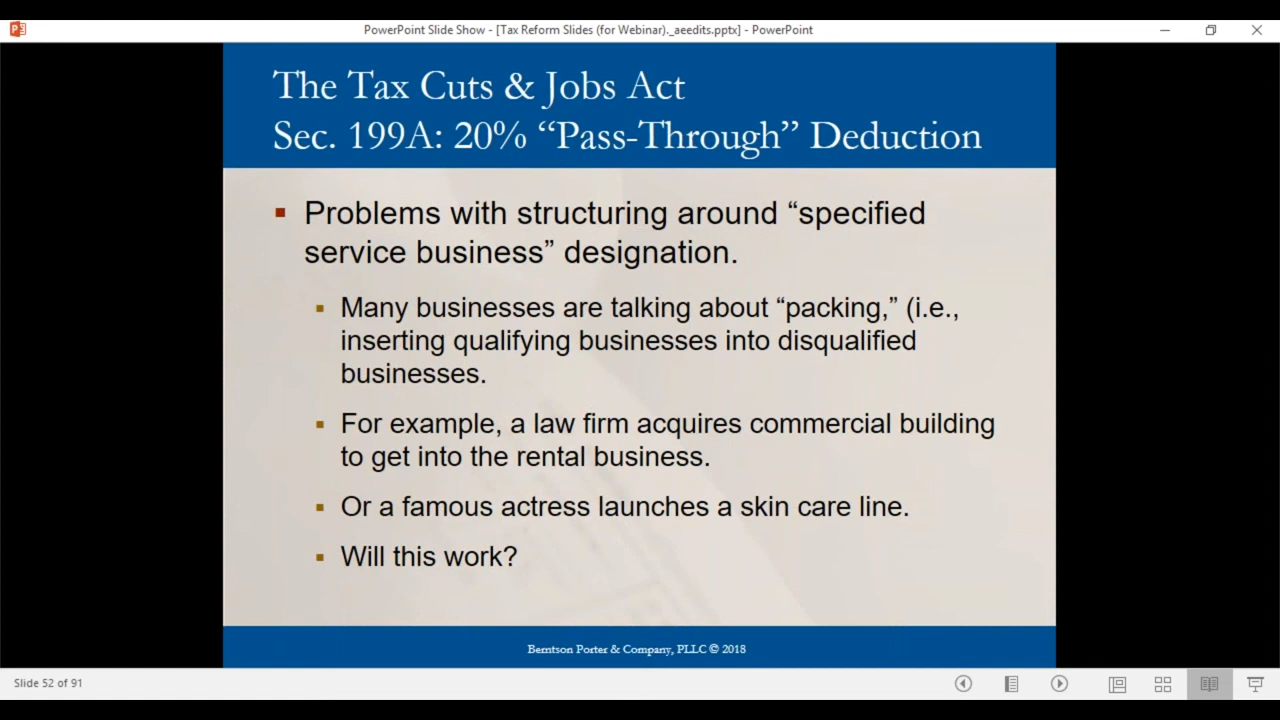 PowerPoint Slide Show - [Tax Reform Slides (for Webinar)._aeedits.pptx] - PowerPoint
The Tax Cuts & Jobs Act
Sec. 199A: 20% “Pass-Through” Deduction
Problems with structuring around “specified
service business” designation.
Many businesses are talking about “packing,” (i.e.,
inserting qualifying businesses into disqualified
businesses.
For example, a law firm acquires commercial building
to get into the rental business.
Or a famous actress launches a skin care line.
Will this work?
Berntson Porter & Company, PLLC © 2018
Slide 52 of 91